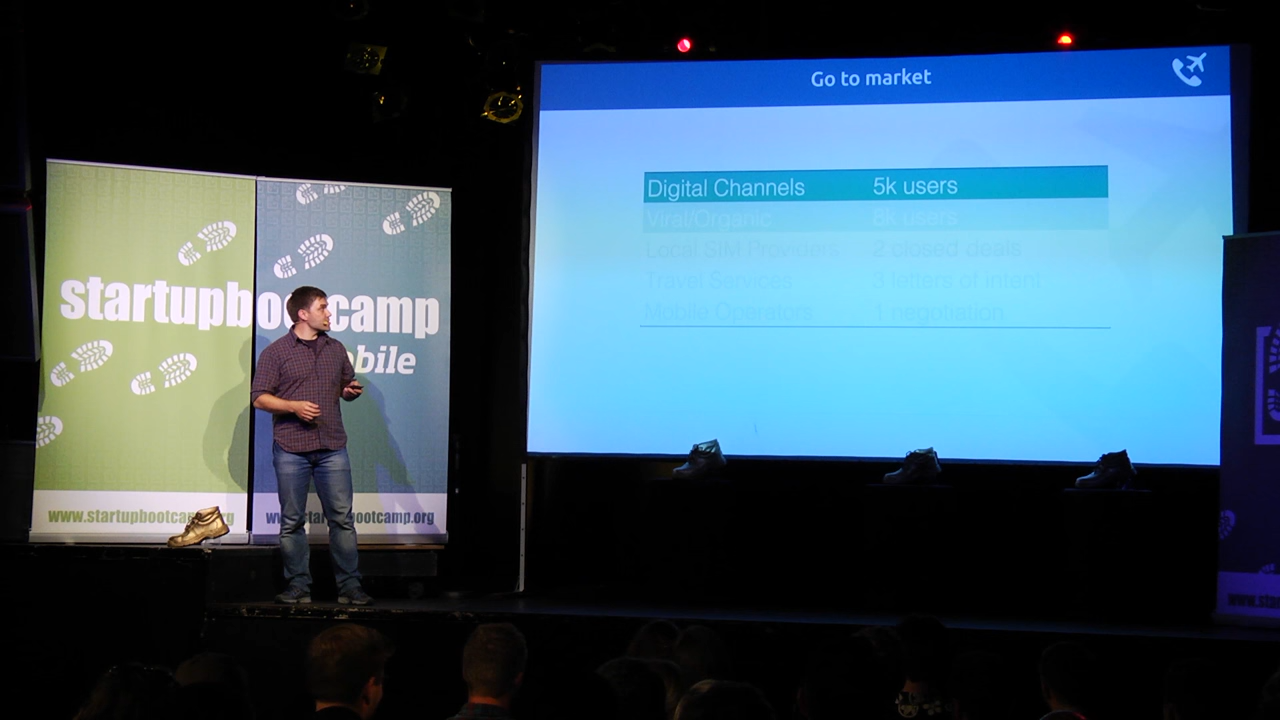 Go to market
Digital Channels 5k users
Viral/Organic 8k users
Local SIM Providers 2 closed deals
Travel Services 3 letters of intent
Mobile Operators 1 negotiation
startupbootcamp
obile
www.startupbootcamp.org
www.startupbootcamp.org